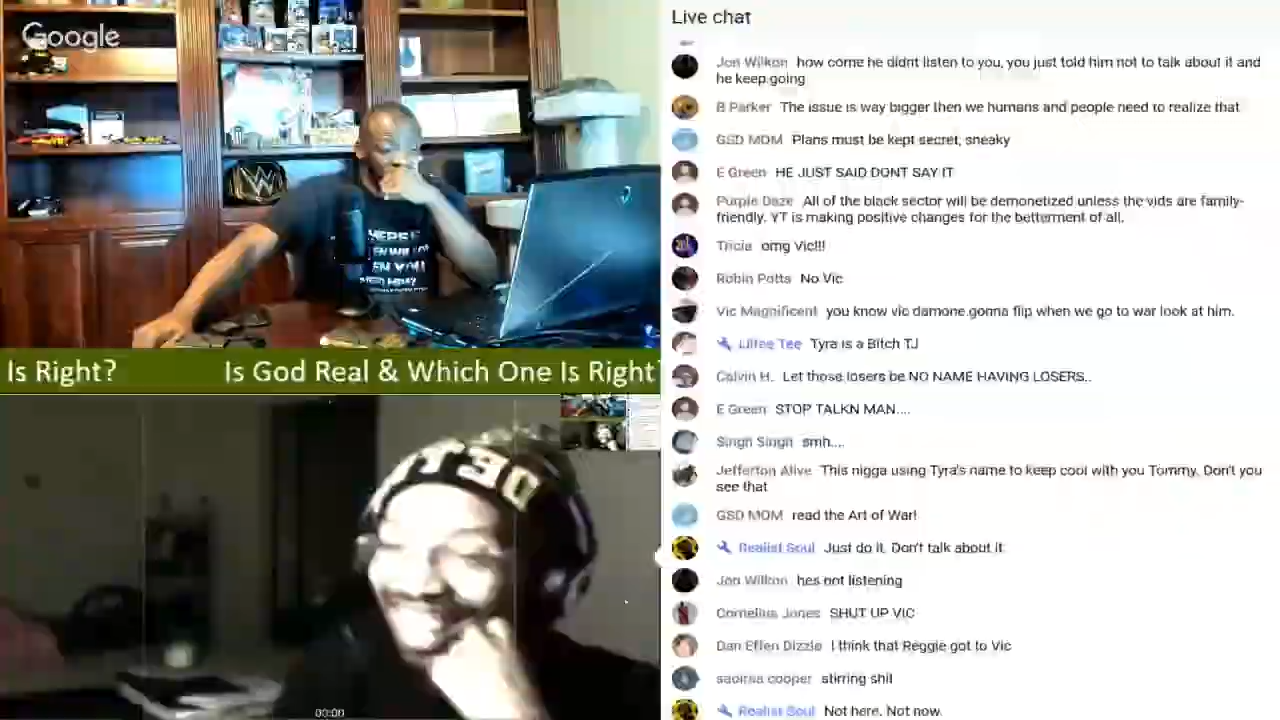 Google
Live chat
Jon Wilkon how come he didnt listen to you, you just told him not to talk about it and
he keep going
B Parker The issue is way bigger then we humans and people need to realize that
GSD MOM Plans must be kept secret, sneaky
E Green HE JUST SAID DONT SAY IT
Purple Daze All of the black sector will be demonetized unless the vids are family-
friendly. YT is making positive changes for the betterment of all.
Tricia omg Vic!!!
Robin Potts No Vic
Vic Magnificent you know vic damone gonna flip when we go to war look at him.
Lillee Tee Tyra is a Bitch TJ
Calvin H. Let those losers be NO NAME HAVING LOSERS..
E Green STOP TALKN MAN....
Singh Singh smh....
Jefferton Alive This nigga using Tyra's name to keep cool with you Tommy. Don't you
see that
GSD MOM read the Art of War!
Realist Soul Just do it. Don't talk about it
Jon Wilkon hes not listening
Cornelius Jones SHUT UP VIC
Dan Effen Dizzle I think that Reggie got to Vic
saoirsa cooper stirring shit
Realist Soul Not here. Not now.
Is Right? Is God Real & Which One Is Right?
00:00